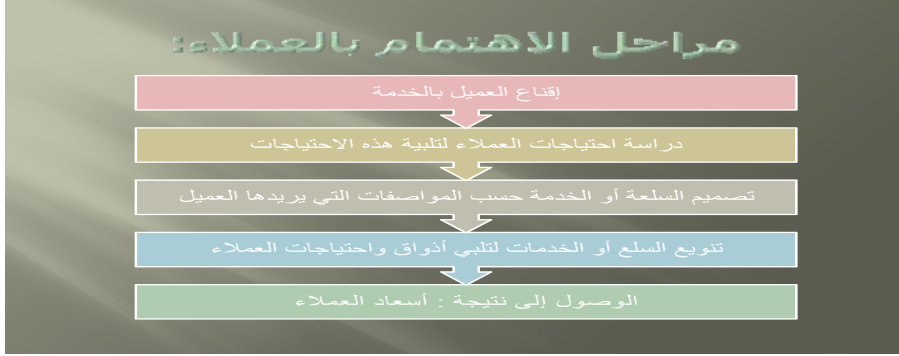 مراحل الاهتمام بالعملاء:
إقناع العميل بالخدمة
دراسة احتياجات العملاء لتلبية هذه الاحتياجات
تصميم السلعة أو الخدمة حسب المواصفات التي يريدها العميل
تنويع السلع أو الخدمات لتلبي أذواق واحتياجات العملاء
الوصول إلى نتيجة : أسعاد العملاء